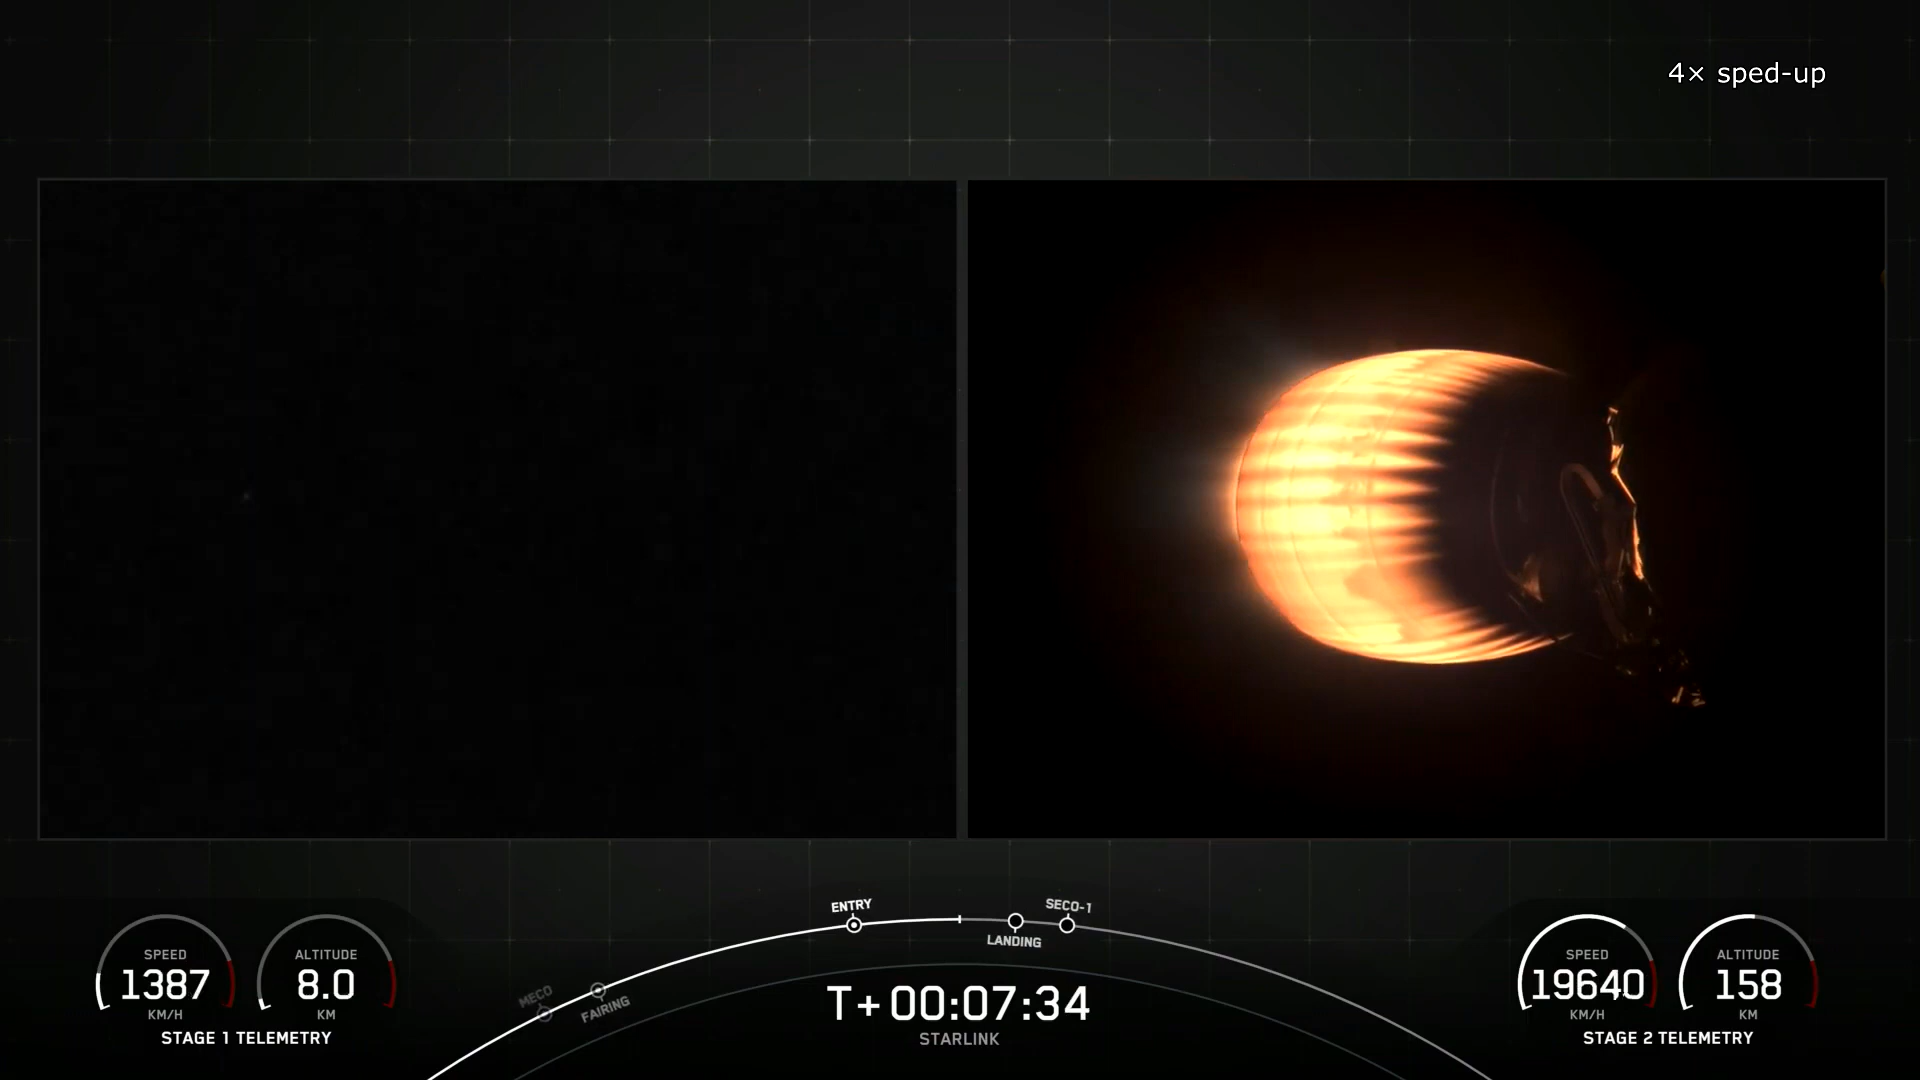 4× sped-up
ENTRY
SECO-1
LANDING
MECO
FAIRING
SPEED
1387
KM/H
ALTITUDE
8.0
KM
STAGE 1 TELEMETRY
T+00:07:34
STARLINK
SPEED
19640
KM/H
ALTITUDE
158
KM
STAGE 2 TELEMETRY